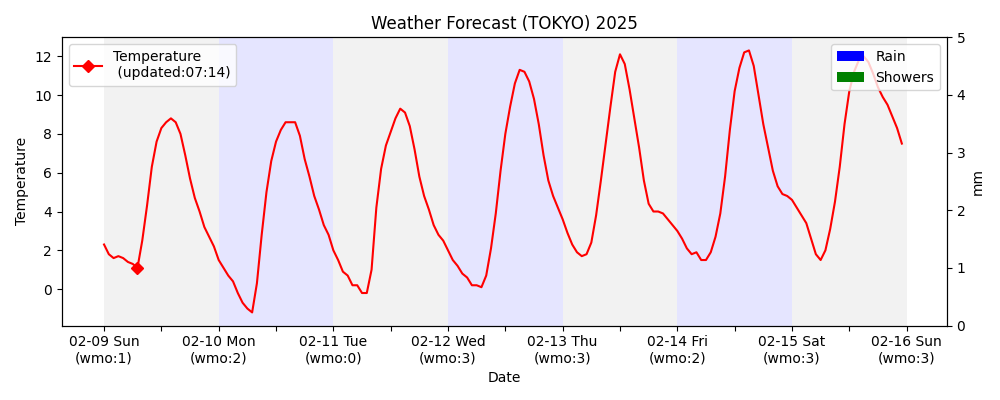 Weather Forecast (TOKYO) 2025
Temperature
(updated:07:14)
Rain
Showers
Temperature
12
10
8
6
4
2
0
5
4
3
2
1
0
mm
02-09 Sun
(wmo:1)
02-10 Mon
(wmo:2)
02-11 Tue
(wmo:0)
02-12 Wed
(wmo:3)
02-13 Thu
(wmo:3)
02-14 Fri
(wmo:2)
02-15 Sat
(wmo:3)
02-16 Sun
(wmo:3)
Date